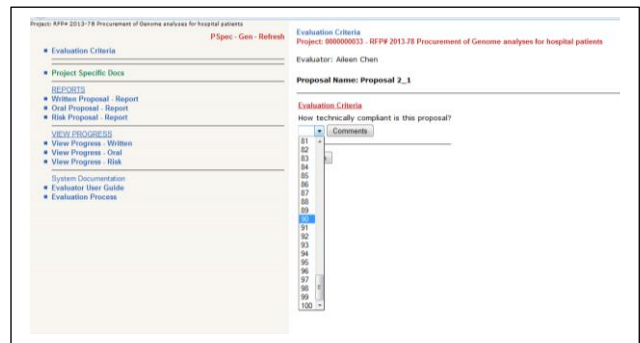 Project: RFP# 2013-78 Procurement of Genome analyses for hospital patients
PSpec - Gen - Refresh
Evaluation Criteria
Project Specific Docs
REPORTS
Written Proposal - Report
Oral Proposal - Report
Risk Proposal - Report
VIEW PROGRESS
View Progress - Written
View Progress - Oral
View Progress - Risk
System Documentation
Evaluator User Guide
Evaluation Process
Evaluation Criteria
Project: 0000000033 - RFP# 2013-78 Procurement of Genome analyses for hospital patients
Evaluator: Aileen Chen
Proposal Name: Proposal 2_1
Evaluation Criteria
How technically compliant is this proposal?
Comments
81
82
83
84
85
86
87
88
89
90
91
92
93
94
95
96
97
98
99
100